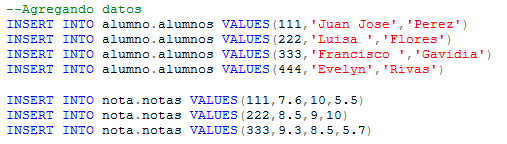 --Agregando datos
INSERT INTO alumno.alumnos VALUES(111,'Juan Jose','Perez')
INSERT INTO alumno.alumnos VALUES(222,'Luisa ','Flores')
INSERT INTO alumno.alumnos VALUES(333,'Francisco ','Gavidia')
INSERT INTO alumno.alumnos VALUES(444,'Evelyn','Rivas')
INSERT INTO nota.notas VALUES(111,7.6,10,5.5)
INSERT INTO nota.notas VALUES(222,8.5,9,10)
INSERT INTO nota.notas VALUES(333,9.3,8.5,5.7)